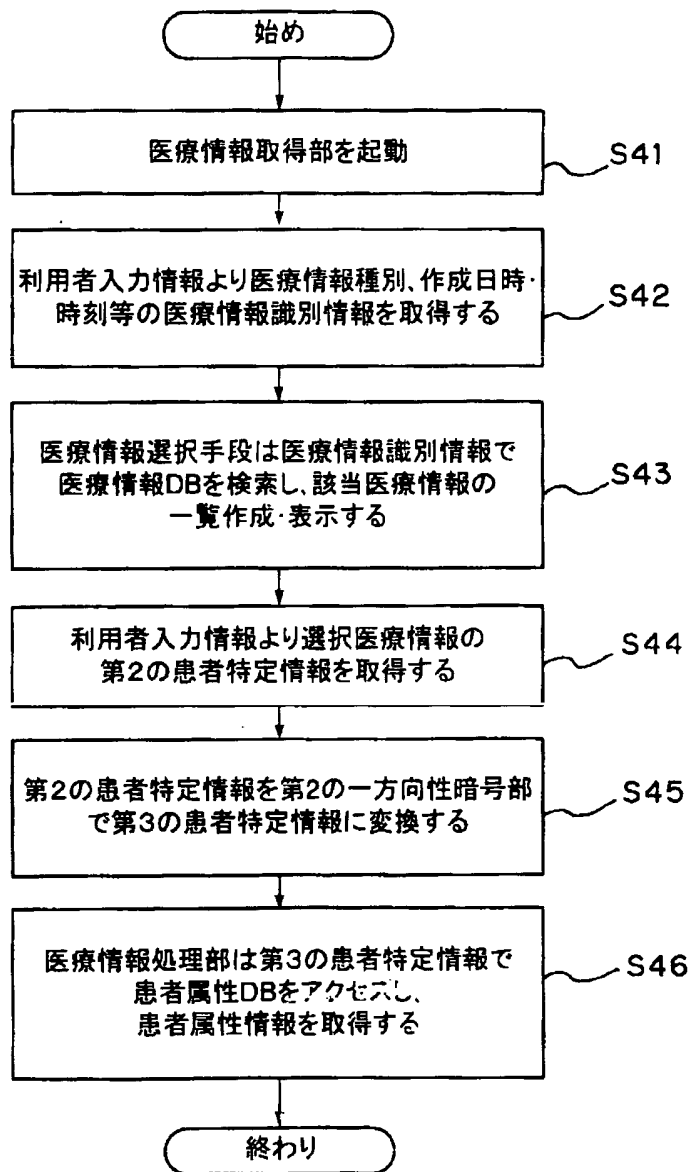 始め
医療情報取得部を起動
S41
利用者入力情報より医療情報種別、作成日時・
時刻等の医療情報識別情報を取得する
S42
医療情報選択手段は医療情報識別情報で
医療情報DBを検索し、該当医療情報の
一覧作成・表示する
S43
利用者入力情報より選択医療情報の
第2の患者特定情報を取得する
S44
第2の患者特定情報を第2の一方向性暗号部
で第3の患者特定情報に変換する
S45
医療情報処理部は第3の患者特定情報で
患者属性DBをアクセスし、
患者属性情報を取得する
S46
終わり